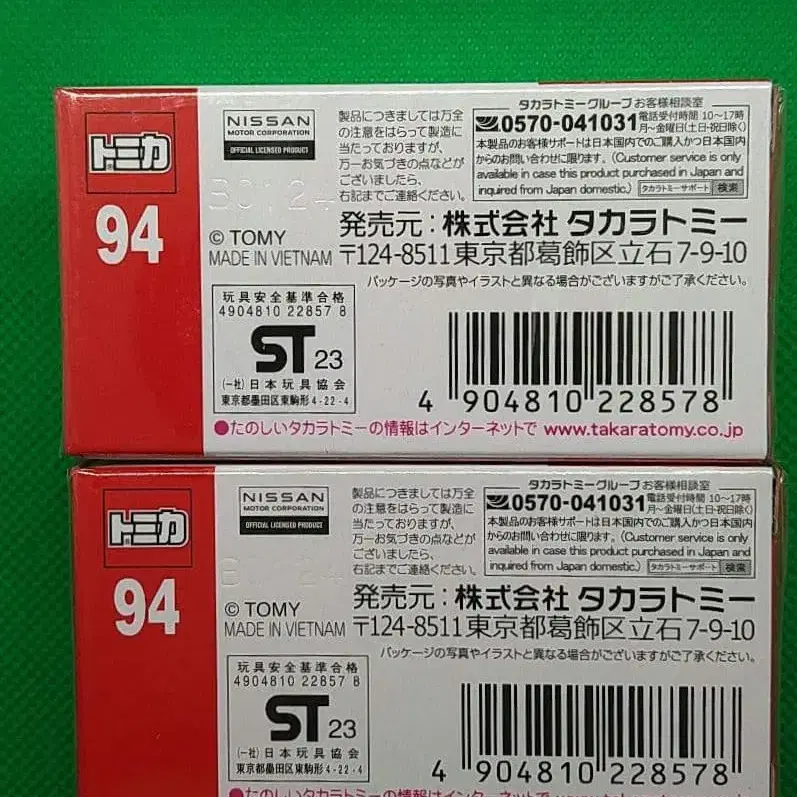 トミカ
94
NISSAN
MOTOR CORPORATION
OFFICIAL LICENSED PRODUCT
製品につきましては万全
の注意をはらって製造に
当たっておりますが、
万一お気づきの点などが
ございましたら、
右記までご連絡ください。
タカラトミーグループ お客様相談室
0570-041031
電話受付時間 10〜17時
月〜金曜日(土日・祝日除く)
本製品のお客様サポートは日本国内でのご購入かつ日本国内
からのお問い合わせに限ります。(Customer service is only
available in case this product purchased in Japan and
inquired from Japan domestic.) タカラトミーサポート 検索
© TOMY
MADE IN VIETNAM
発売元：株式会社 タカラトミー
〒124-8511 東京都葛飾区立石 7-9-10
パッケージの写真やイラストと異なる場合がございますがご了承ください。
玩具安全基準合格
4904810 22857 8
ST 23
(一社)日本玩具協会
東京都墨田区東駒形 4-22-4
4 904810 228578
●たのしいタカラトミーの情報はインターネットで www.takaratomy.co.jp
トミカ
94
NISSAN
MOTOR CORPORATION
OFFICIAL LICENSED PRODUCT
製品につきましては万全
の注意をはらって製造に
当たっておりますが、
万一お気づきの点などが
ございましたら、
右記までご連絡ください。
タカラトミーグループ お客様相談室
0570-041031
電話受付時間 10〜17時
月〜金曜日(土日・祝日除く)
本製品のお客様サポートは日本国内でのご購入かつ日本国内
からのお問い合わせに限ります。(Customer service is only
available in case this product purchased in Japan and
inquired from Japan domestic.) タカラトミーサポート 検索
© TOMY
MADE IN VIETNAM
発売元：株式会社 タカラトミー
〒124-8511 東京都葛飾区立石 7-9-10
パッケージの写真やイラストと異なる場合がございますがご了承ください。
玩具安全基準合格
4904810 22857 8
ST 23
(一社)日本玩具協会
東京都墨田区東駒形 4-22-4
4 904810 228578
●たのしいタカラトミーの情報はインターネットで